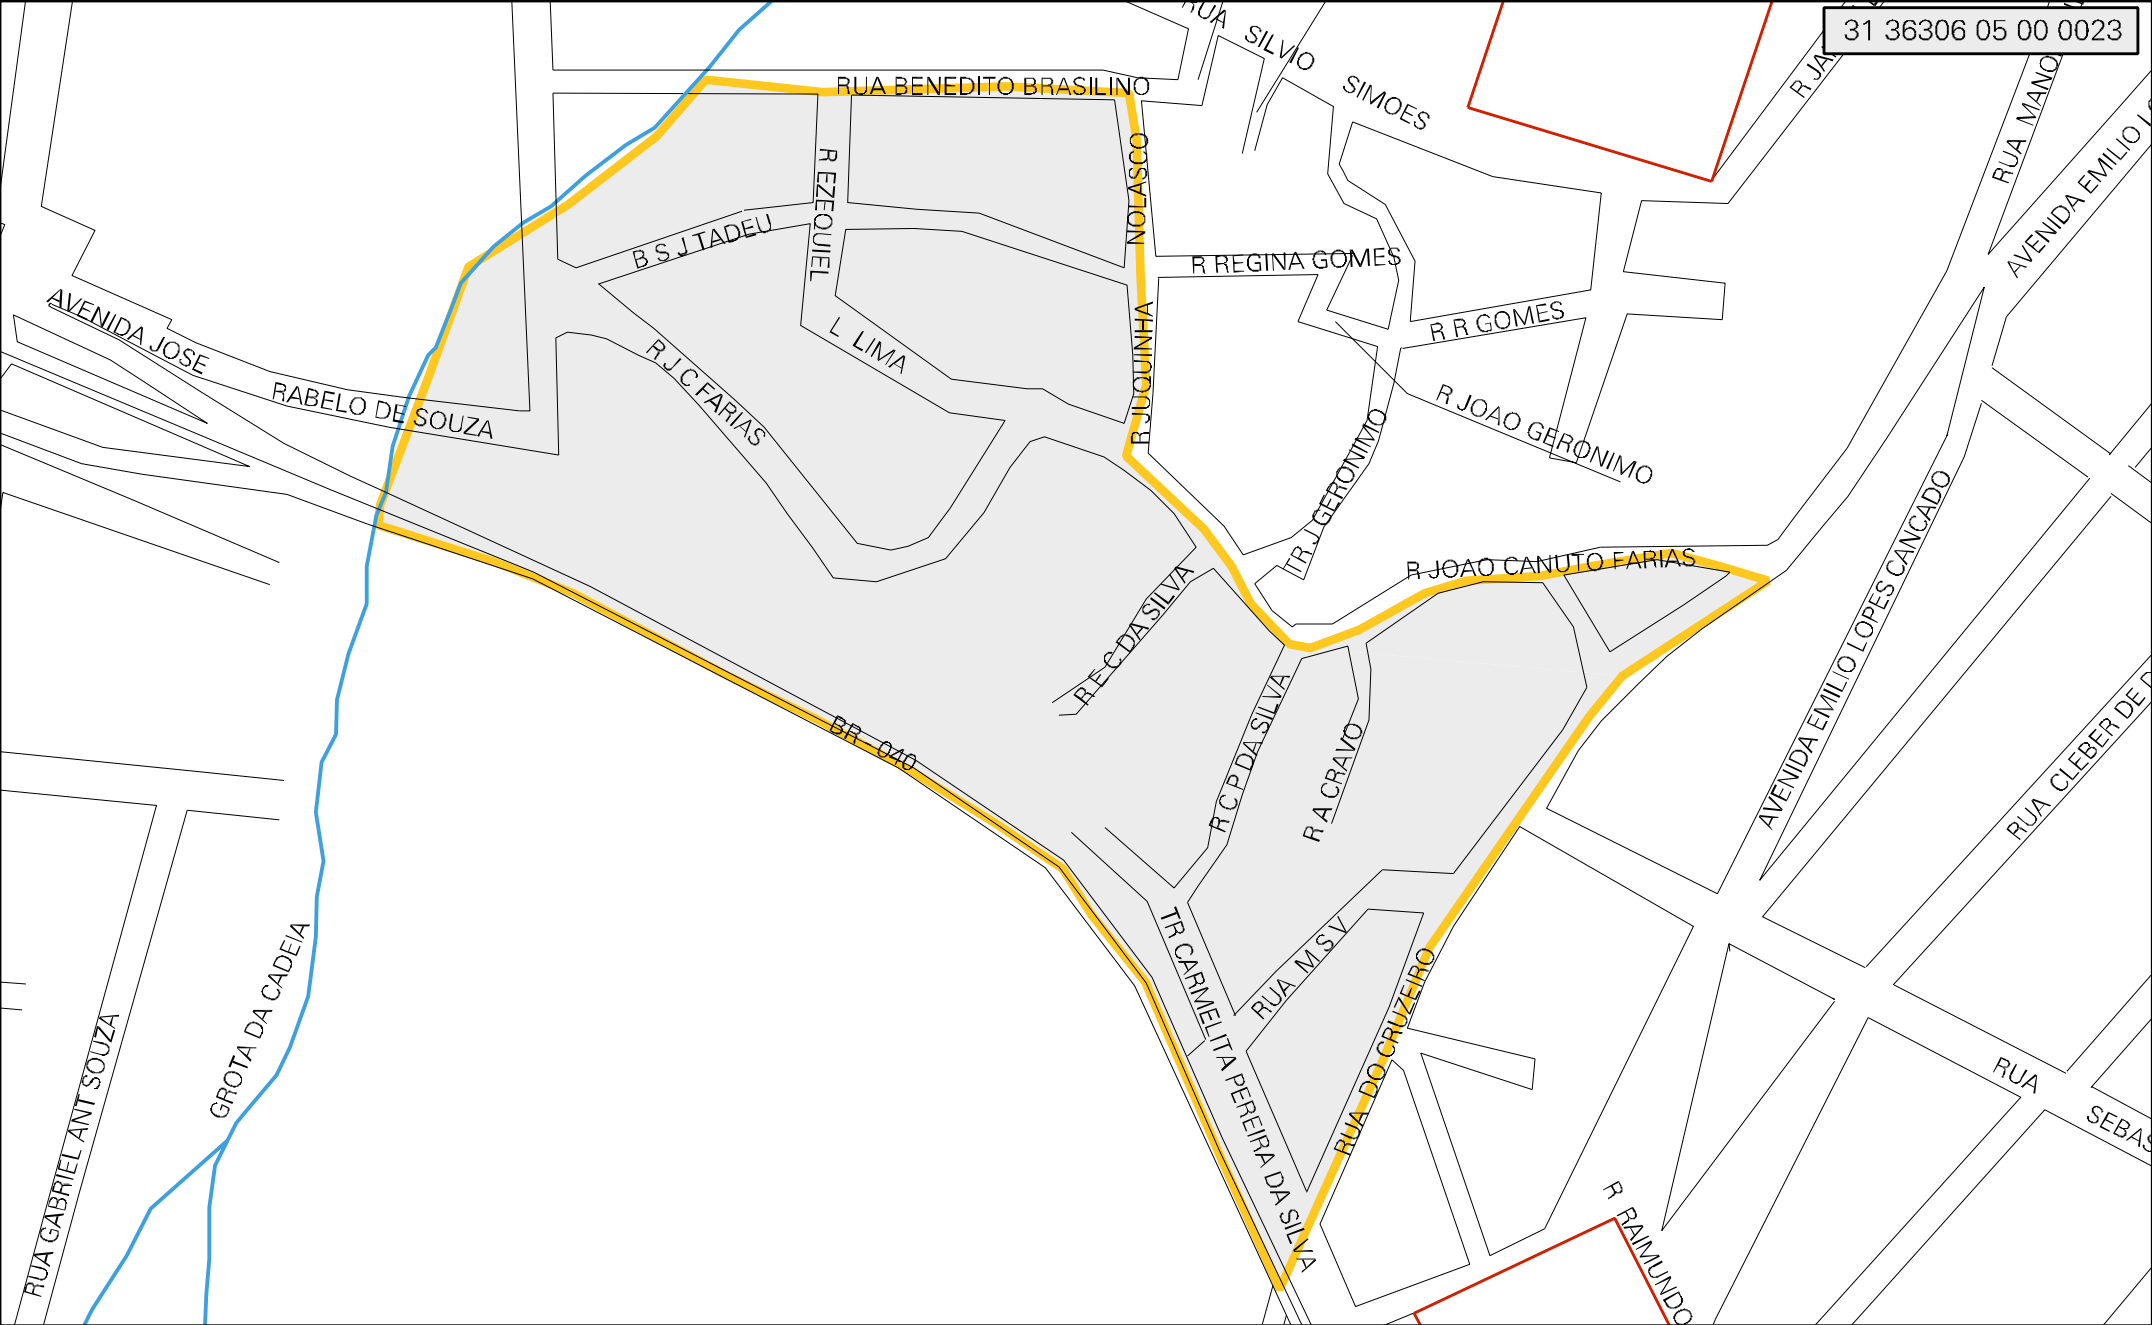 31 36306 05 00 0023
RUA SILVIO SIMOES
RUA BENEDITO BRASILINO
R EZEQUIEL
B S J TADEU
R JUQUINHA NOLASCO
R REGINA GOMES
R R GOMES
R JOAO GERONIMO
TR J GERONIMO
AVENIDA JOSE RABELO DE SOUZA
L LIMA
R J C FARIAS
R JOAO CANUTO FARIAS
R E C DA SILVA
R C P DA SILVA
R A CRAVO
BR - 040
RUA M S V
RUA DO CRUZEIRO
TR CARMELITA PEREIRA DA SILVA
GROTA DA CADEIA
RUA GABRIEL ANT SOUZA
AVENIDA EMILIO LOPES CANCADO
AVENIDA EMILIO
RUA CLEBER DE
RUA SEBAS
R RAIMUNDO